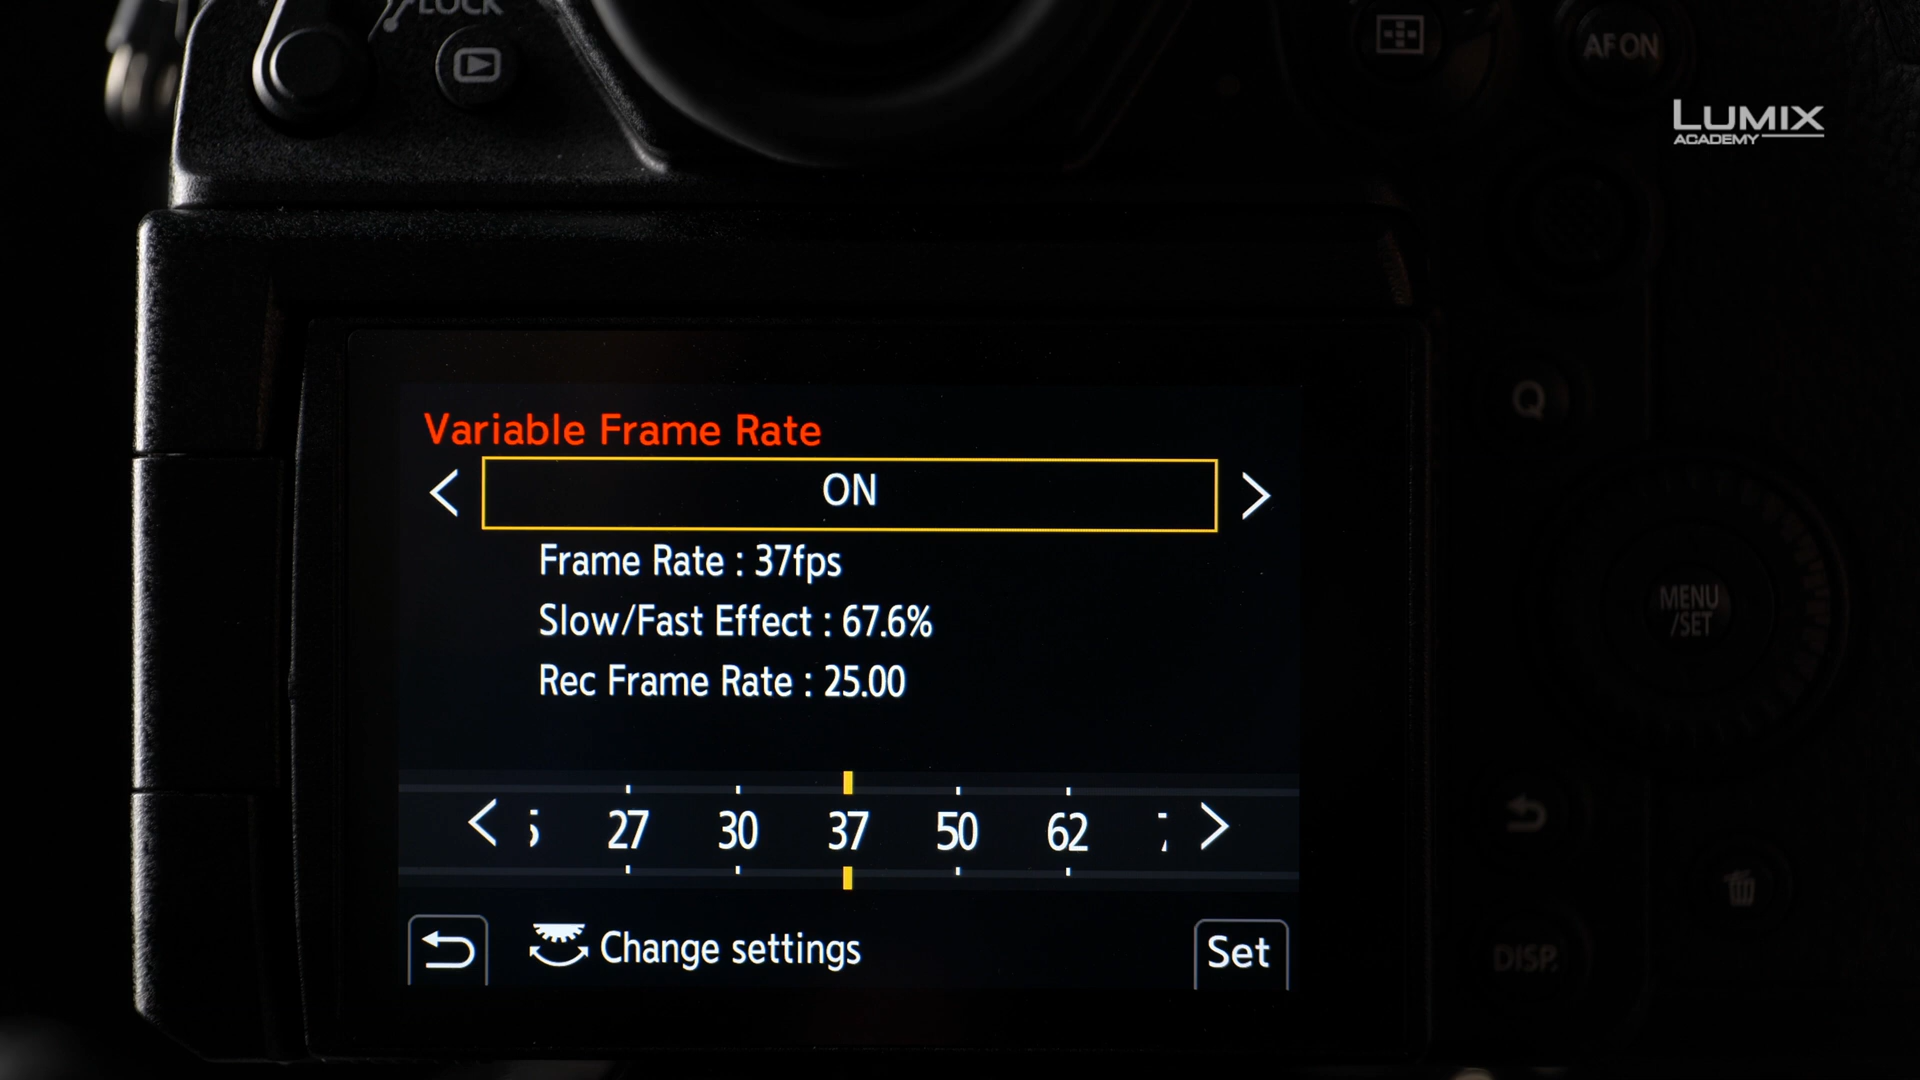 LOCK
AF ON
LUMIX
ACADEMY
Variable Frame Rate
ON
Frame Rate : 37fps
Slow/Fast Effect : 67.6%
Rec Frame Rate : 25.00
Q
MENU
/SET
27 30 37 50 62
Change settings
Set
DISP.